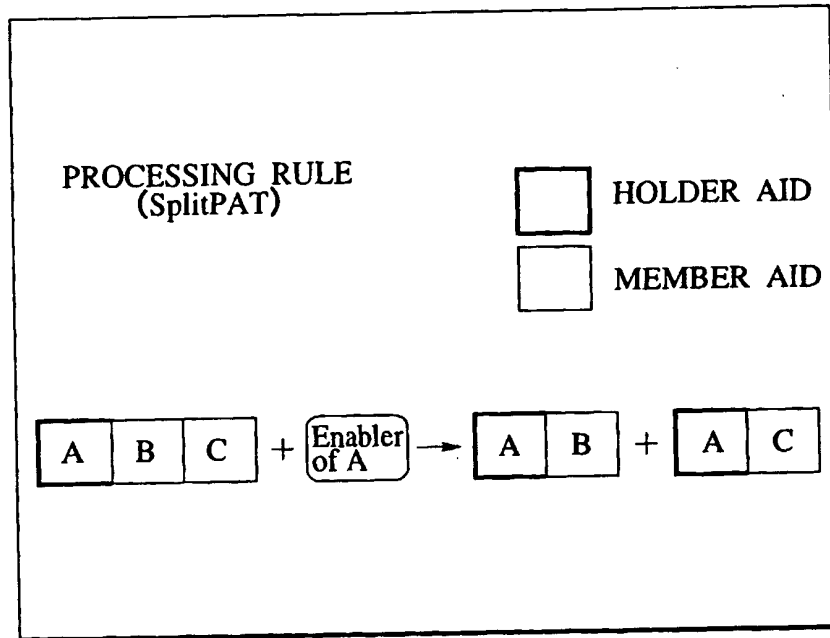 PROCESSING RULE
(SplitPAT)
HOLDER AID
MEMBER AID
A B C + Enabler of A → A B + A C